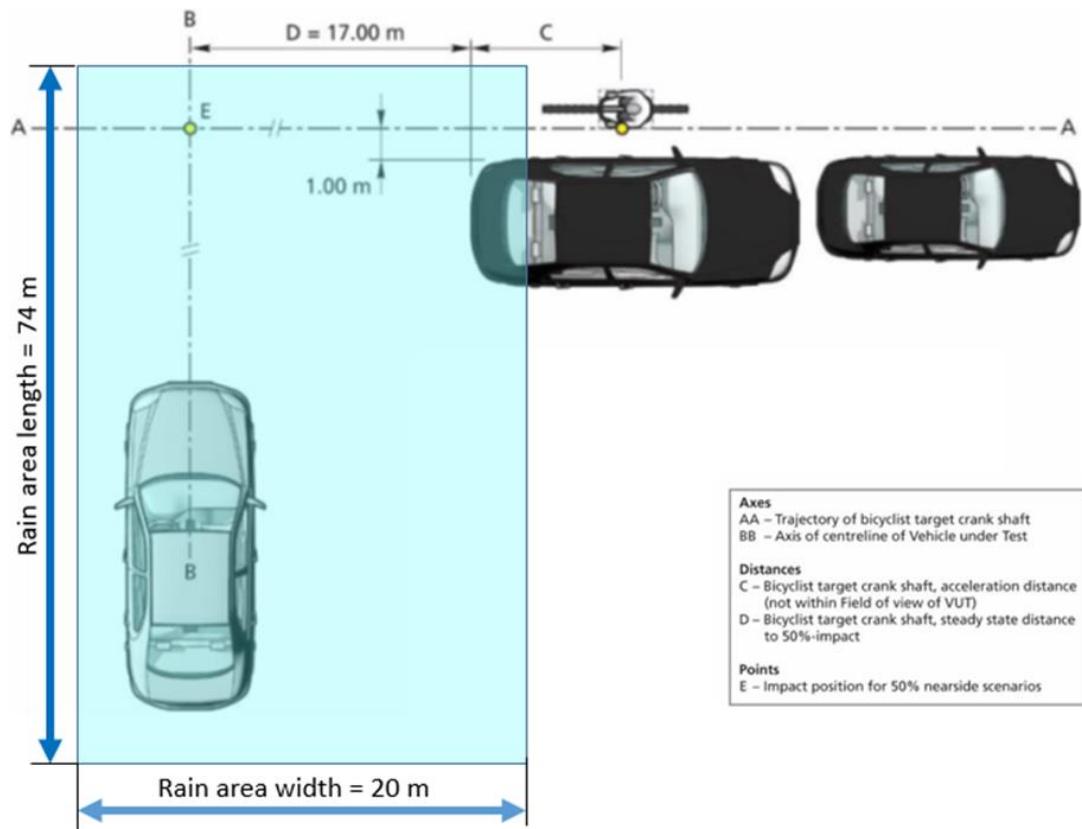 B
D = 17.00 m
C
E
A
A
1.00 m
Rain area length = 74 m
B
Axes
AA – Trajectory of bicyclist target crank shaft
BB – Axis of centreline of Vehicle under Test
Distances
C – Bicyclist target crank shaft, acceleration distance
(not within Field of view of VUT)
D – Bicyclist target crank shaft, steady state distance
to 50%-impact
Points
E – Impact position for 50% nearside scenarios
Rain area width = 20 m